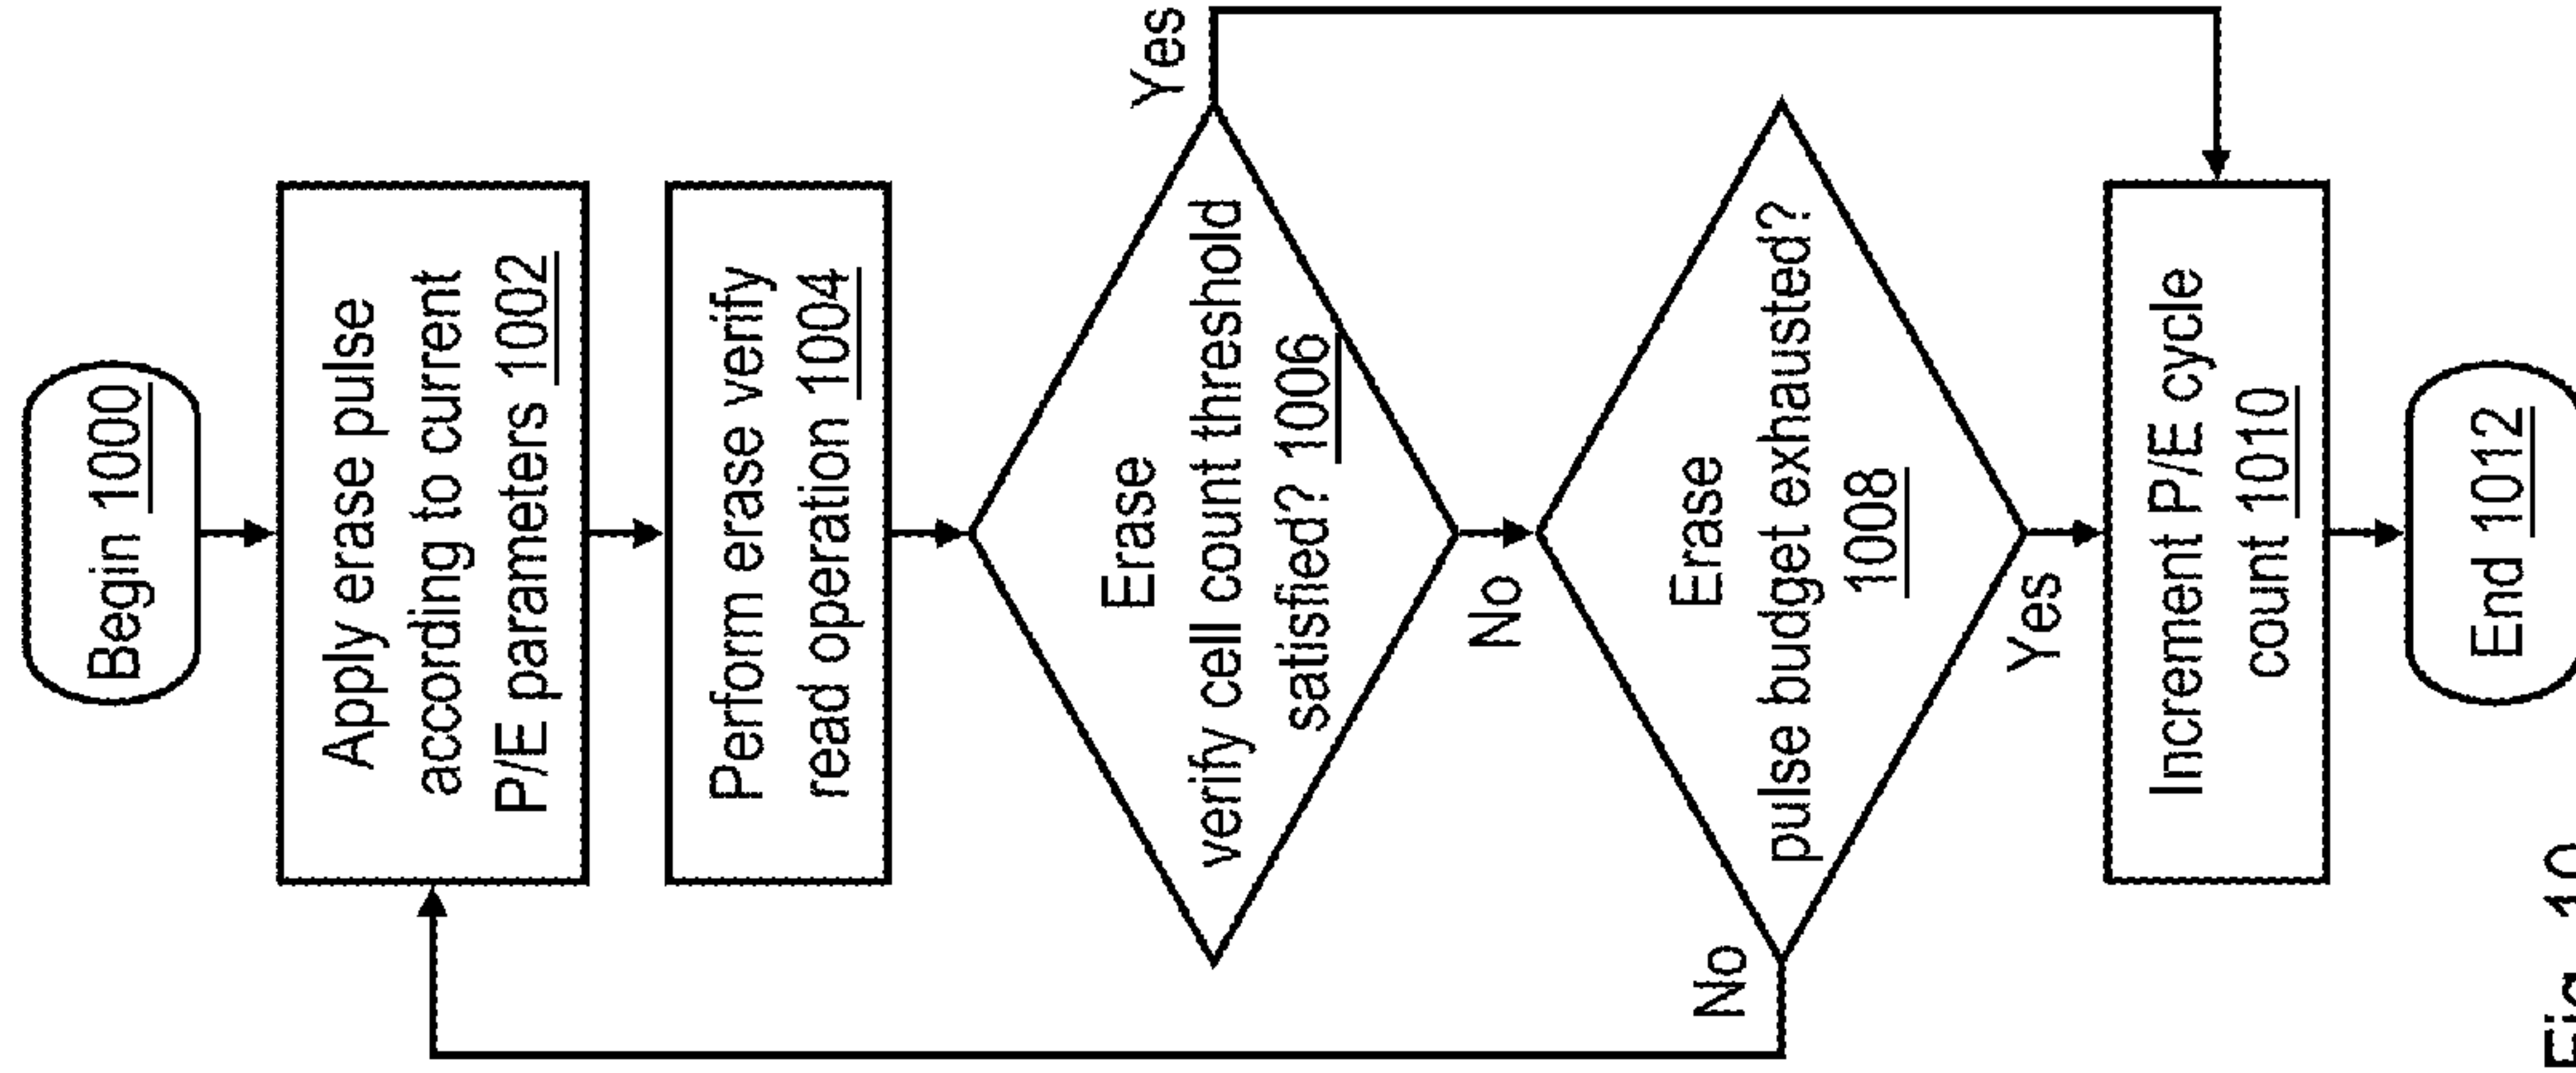 Begin 1000
Apply erase pulse
according to current
P/E parameters 1002
Perform erase verify
read operation 1004
Erase
verify cell count threshold
satisfied? 1006
Yes
No
Erase
pulse budget exhausted?
1008
No
Yes
Increment P/E cycle
count 1010
End 1012
Fig. 10